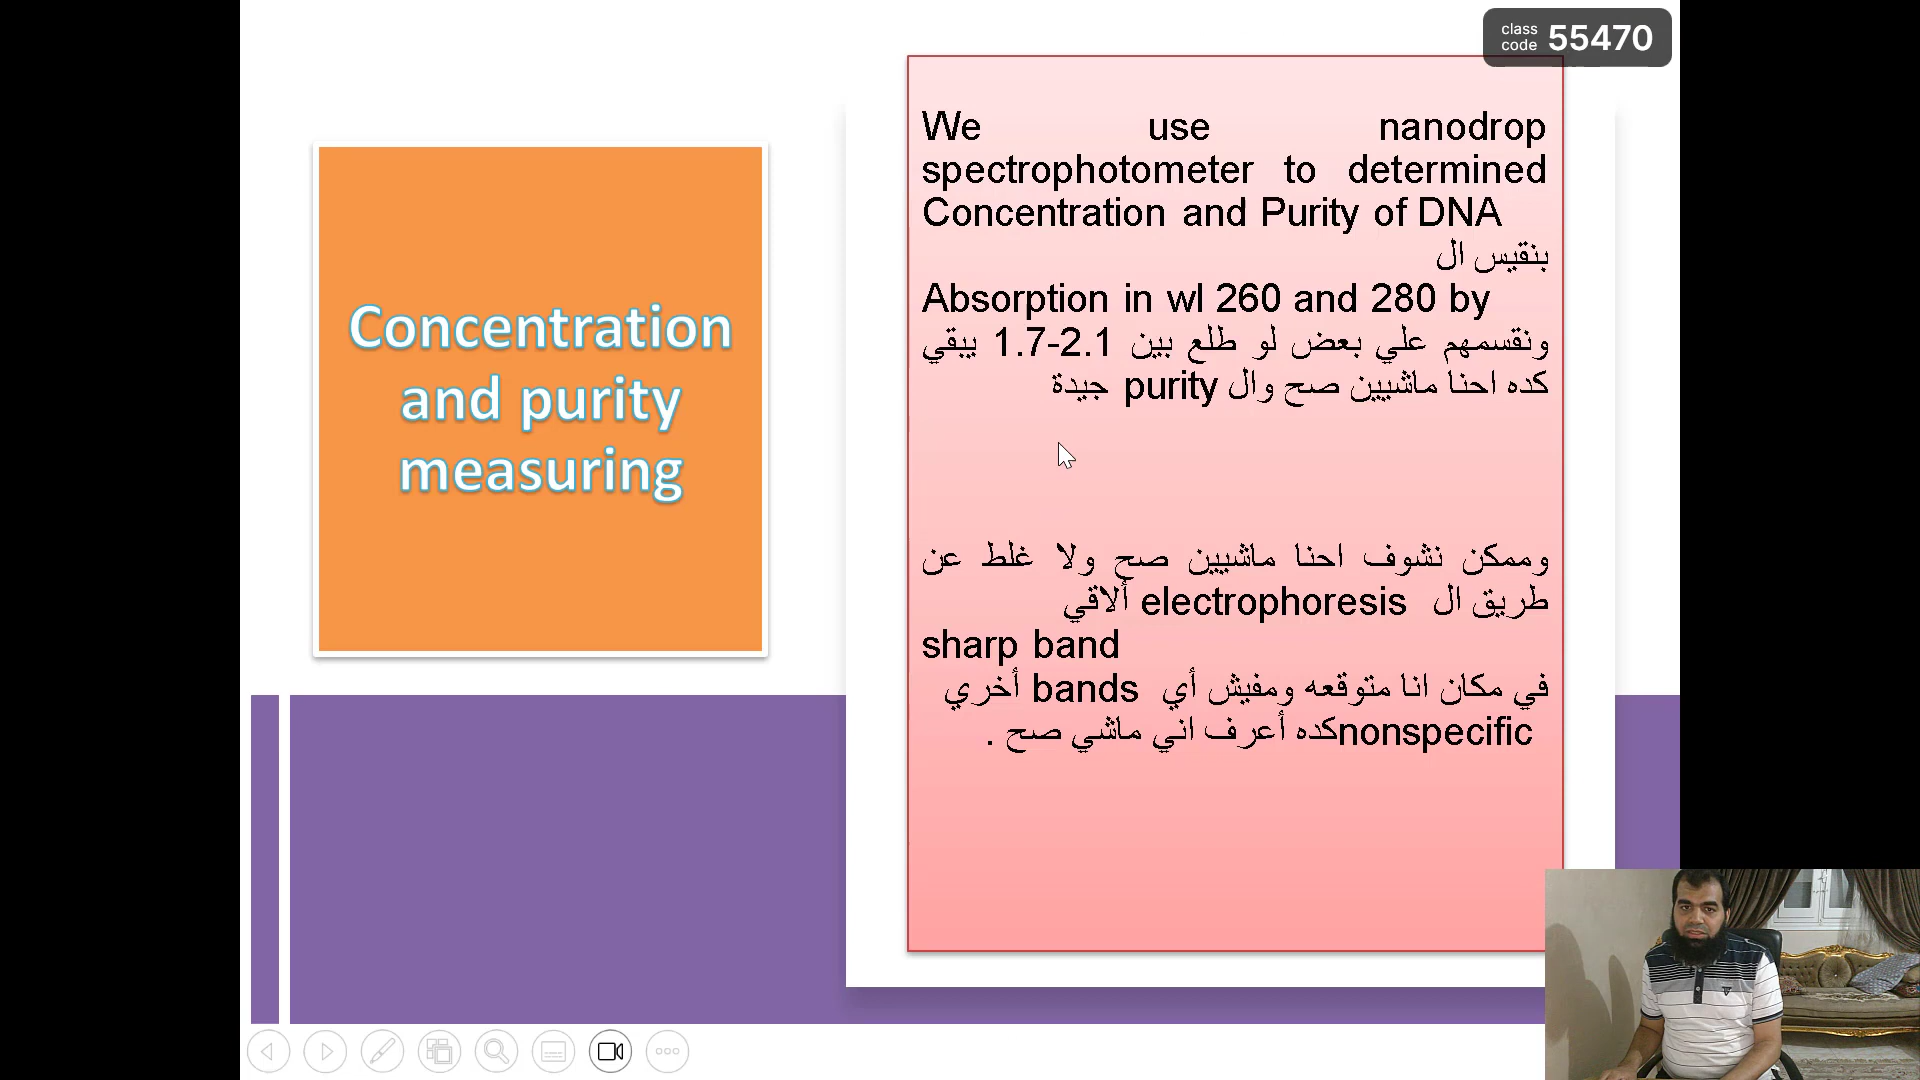 class
code 55470
Concentration
and purity
measuring
We use nanodrop
spectrophotometer to determined
Concentration and Purity of DNA
بنقيس ال
Absorption in wl 260 and 280 by
ونقسمهم علي بعض لو طلع بين 1.7-2.1 يبقي
كده احنا ماشيين صح وال purity جيدة
وممكن نشوف احنا ماشيين صح ولا غلط عن
طريق ال electrophoresis ألاقي
sharp band
في مكان انا متوقعه ومفيش أي bands أخري
nonspecificكده أعرف اني ماشي صح .